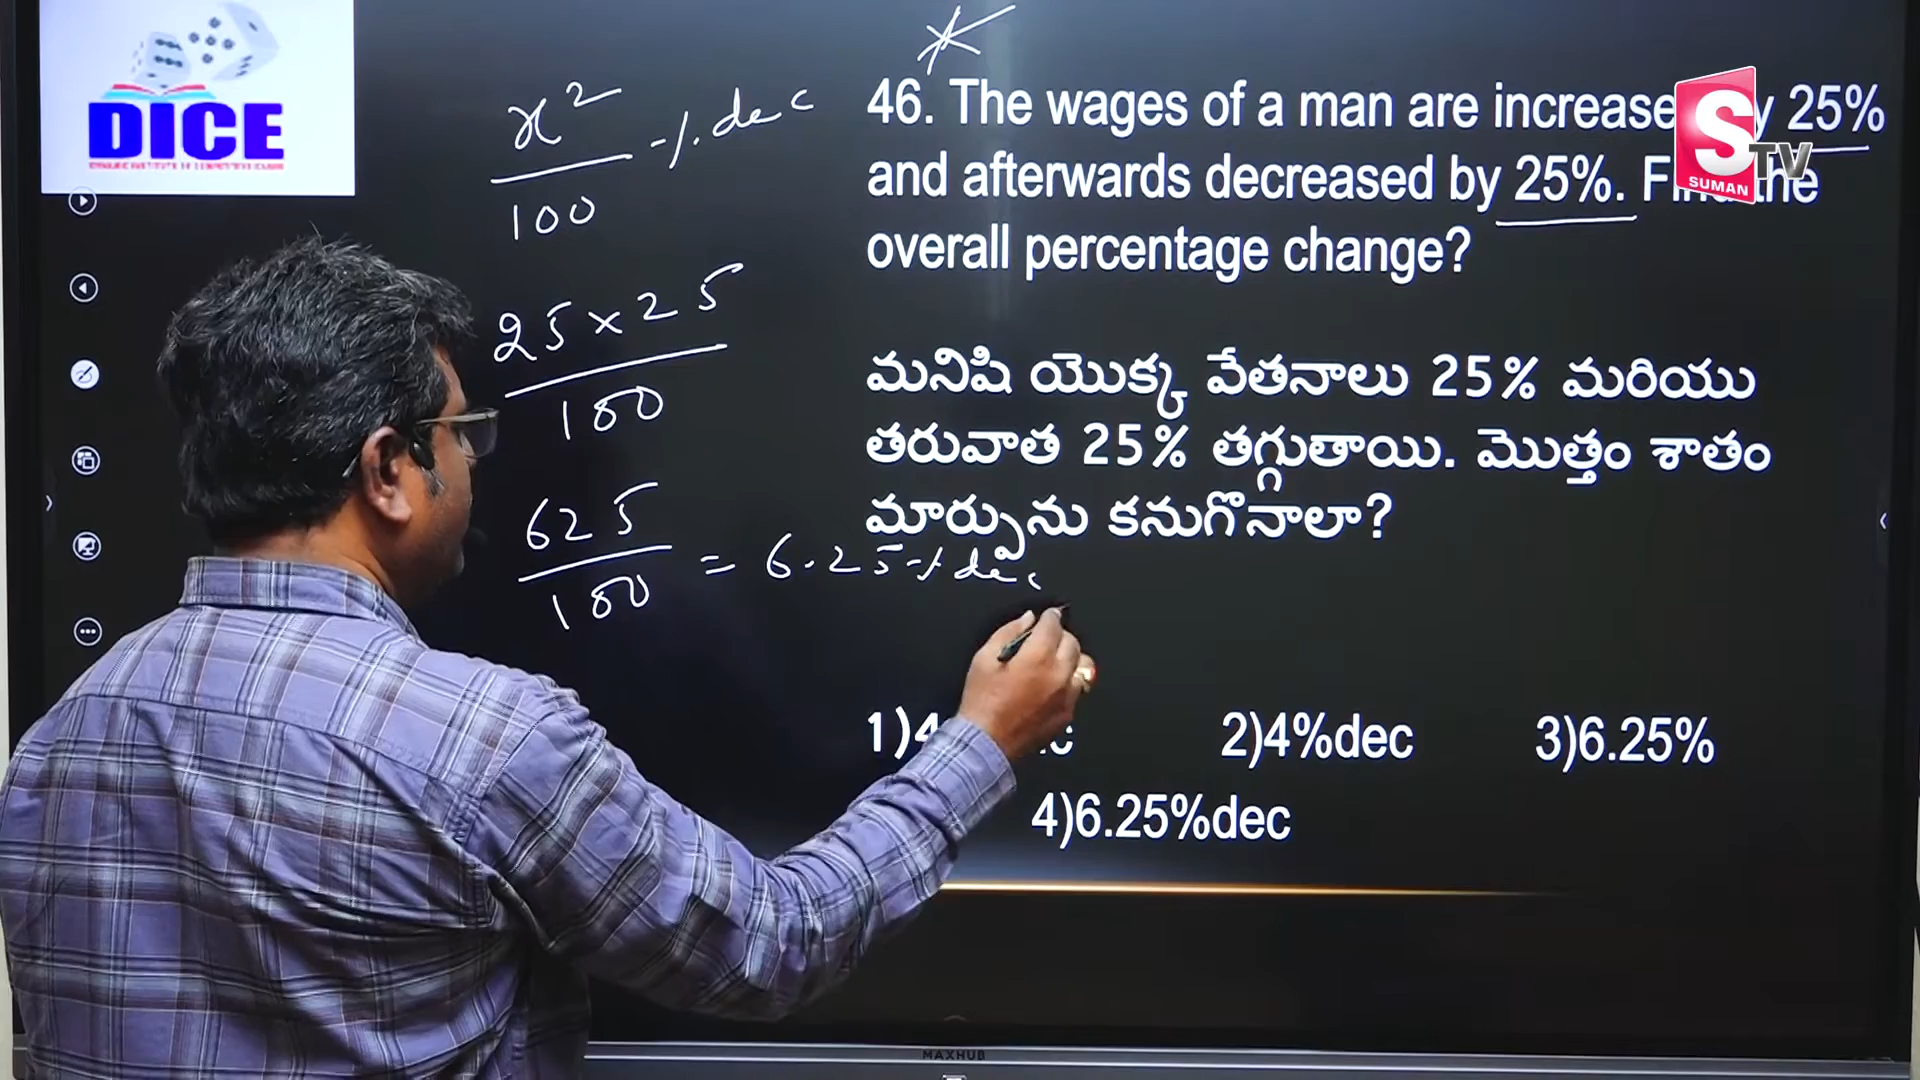 DICE
x²
100
-/. dec
25 x 25
100
625
100
= 6.25 -/. dec
46. The wages of a man are increase y 25%
and afterwards decreased by 25%. Find the
overall percentage change?
S
SUMAN
TV
మనిషి యొక్క వేతనాలు 25% మరియు
తరువాత 25% తగ్గుతాయి. మొత్తం శాతం
మార్పును కనుగొనాలా?
1)4
2)4%dec
3)6.25%
4)6.25%dec
MAXHUB